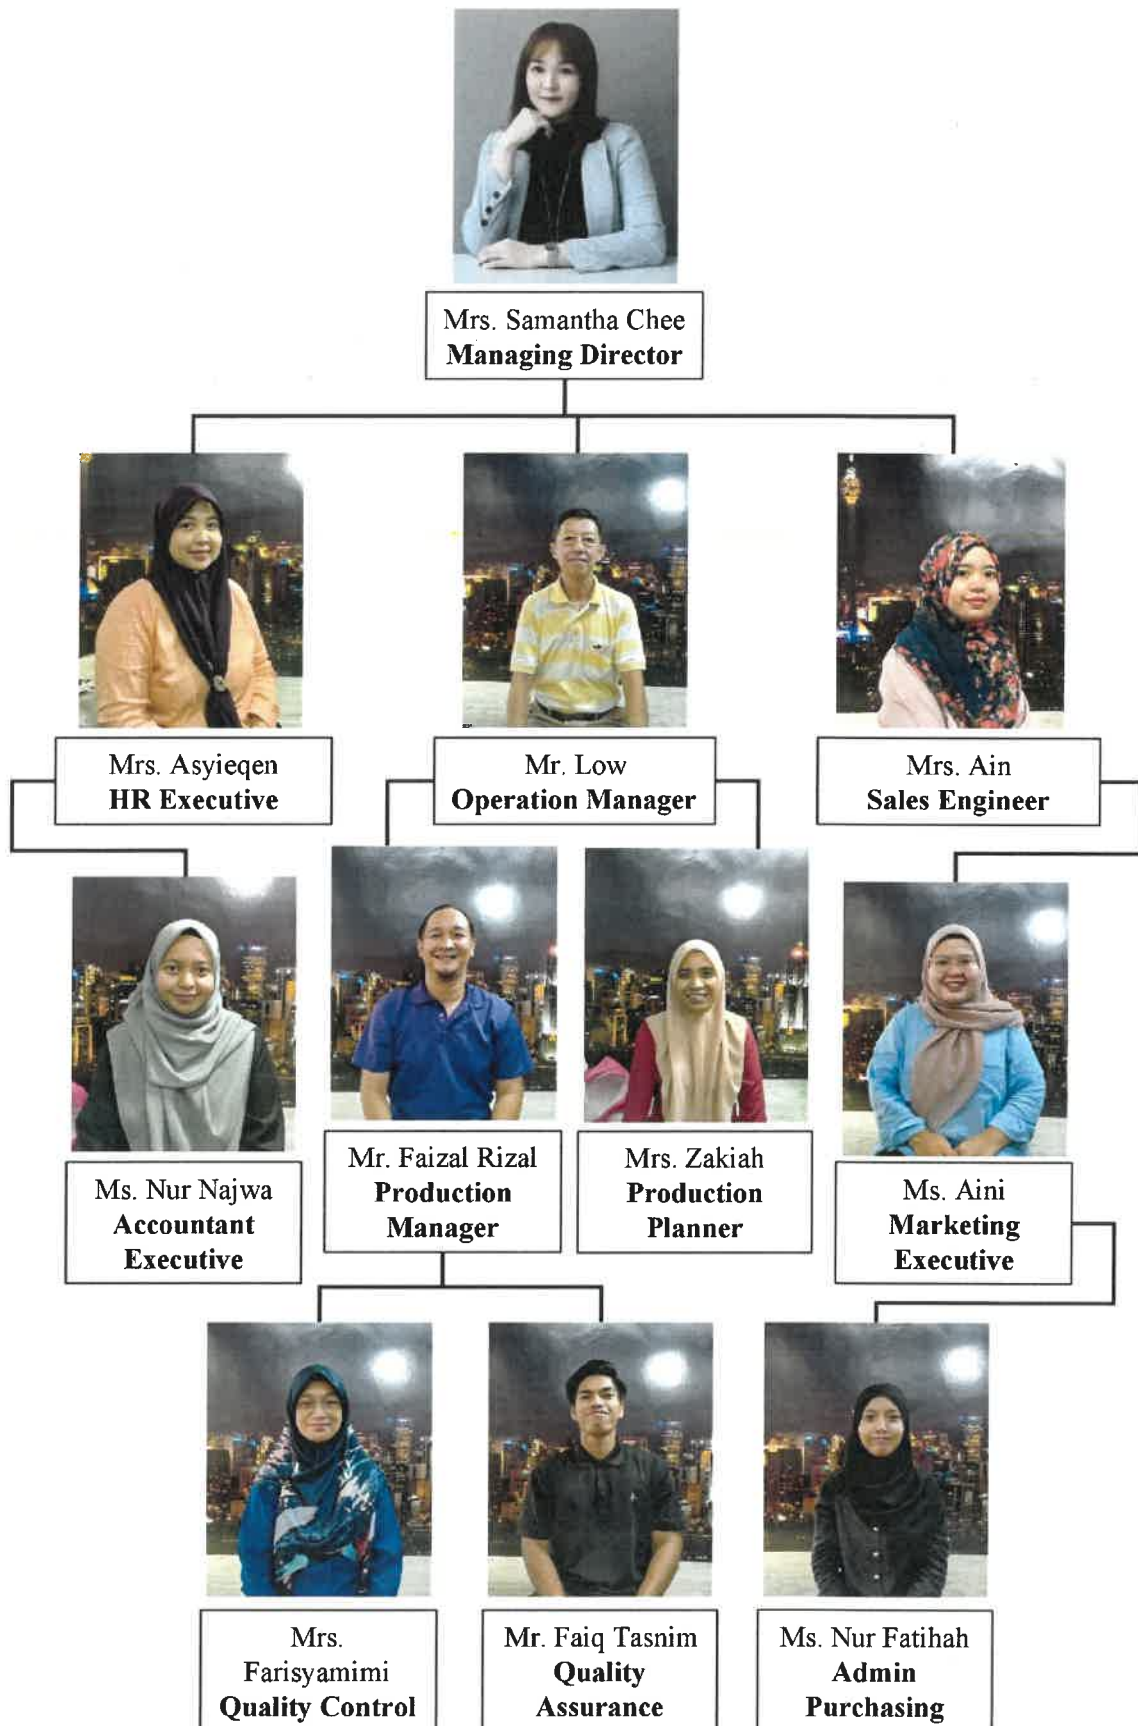 Mrs. Samantha Chee
Managing Director
Mrs. Asyieqen
HR Executive
Mr. Low
Operation Manager
Mrs. Ain
Sales Engineer
Ms. Nur Najwa
Accountant
Executive
Mr. Faizal Rizal
Production
Manager
Mrs. Zakiah
Production
Planner
Ms. Aini
Marketing
Executive
Mrs.
Farisyamimi
Quality Control
Mr. Faiq Tasnim
Quality
Assurance
Ms. Nur Fatihah
Admin
Purchasing